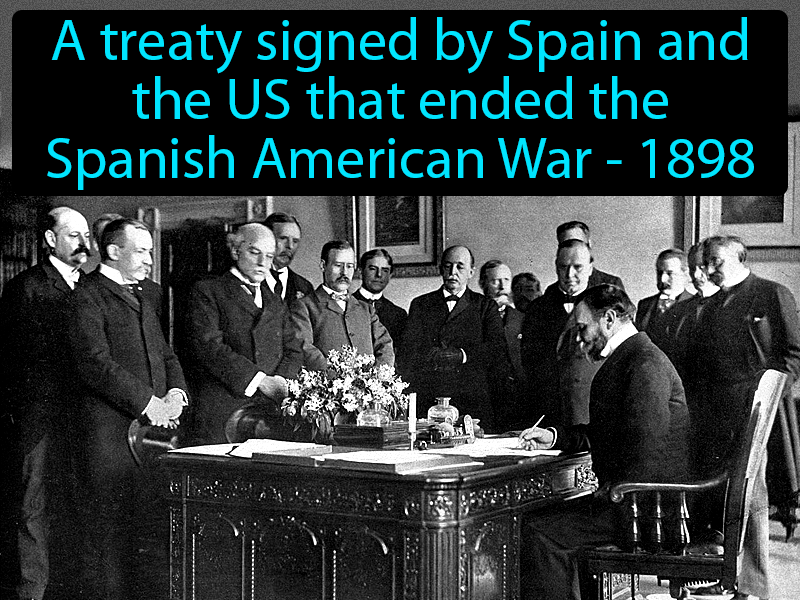 A treaty signed by Spain and
the US that ended the
Spanish American War - 1898